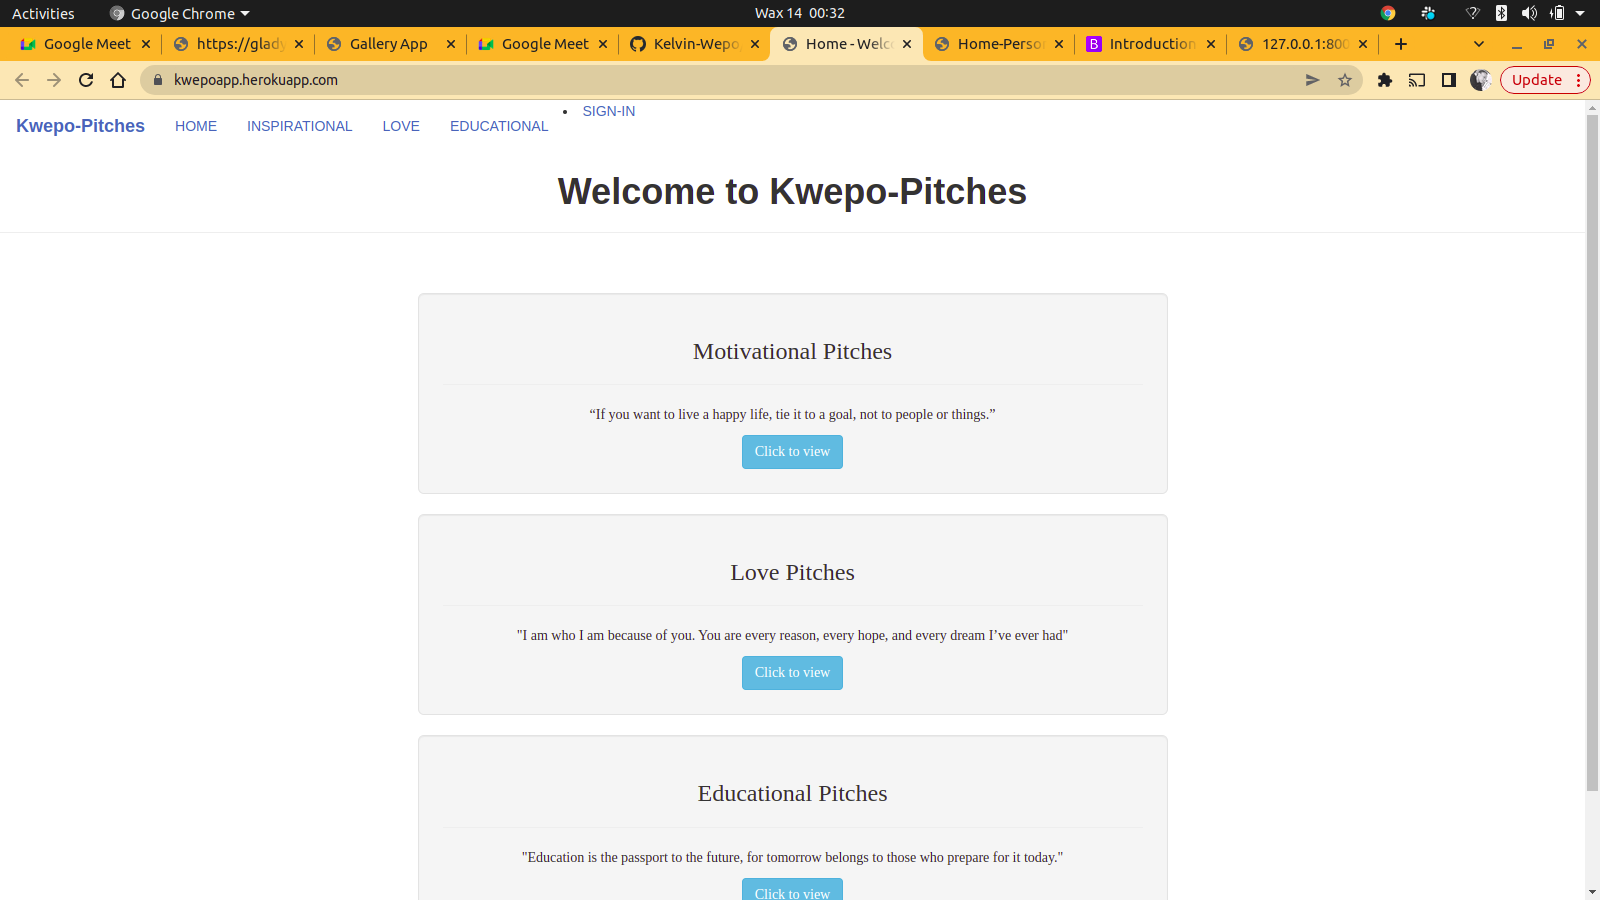 Activities
Google Chrome
Wax 14 00:32
Google Meet
https://glady
Gallery App
Google Meet
Kelvin-Wepo
Home - Welc
Home-Perso
Introduction
127.0.0.1:800
kwepoapp.herokuapp.com
Update
Kwepo-Pitches
HOME
INSPIRATIONAL
LOVE
EDUCATIONAL
• SIGN-IN
Welcome to Kwepo-Pitches
Motivational Pitches
“If you want to live a happy life, tie it to a goal, not to people or things.”
Click to view
Love Pitches
"I am who I am because of you. You are every reason, every hope, and every dream I’ve ever had"
Click to view
Educational Pitches
"Education is the passport to the future, for tomorrow belongs to those who prepare for it today."
Click to view